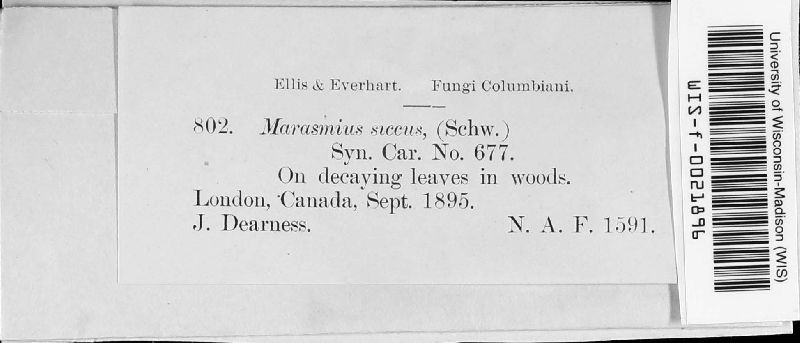 Ellis & Everhart. Fungi Columbiani.
802. Marasmius siccus, (Schw.)
Syn. Car. No. 677.
On decaying leaves in woods.
London, Canada, Sept. 1895.
J. Dearness. N. A. F. 1591.
WIS-f-0021896
University of Wisconsin-Madison (WIS)